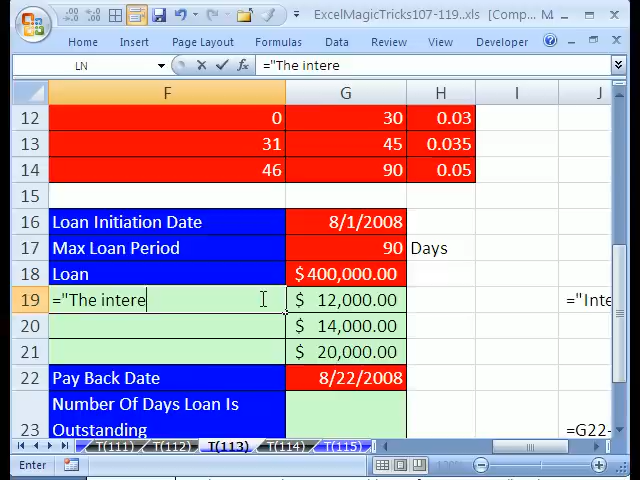 ExcelMagicTricks107-119..xls [Comp...
Home Insert Page Layout Formulas Data Review View Developer
LN ="The intere
F G H I J
12 0 30 0.03
13 31 45 0.035
14 46 90 0.05
15
16 Loan Initiation Date 8/1/2008
17 Max Loan Period 90 Days
18 Loan $ 400,000.00
19 ="The intere $ 12,000.00 ="Inte
20 $ 14,000.00
21 $ 20,000.00
22 Pay Back Date 8/22/2008
Number Of Days Loan Is
23 Outstanding =G22-
T(111) T(112) T(113) T(114) T(115)
Enter 130%